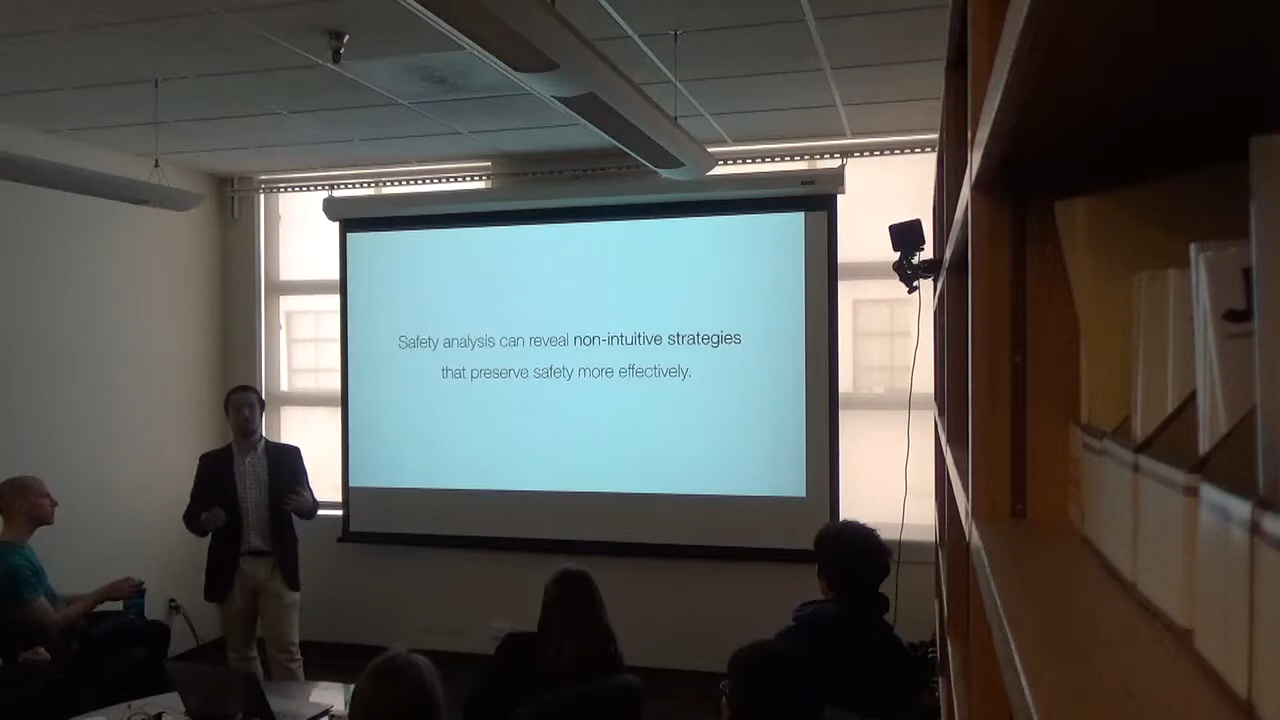 Safety analysis can reveal non-intuitive strategies
that preserve safety more effectively.